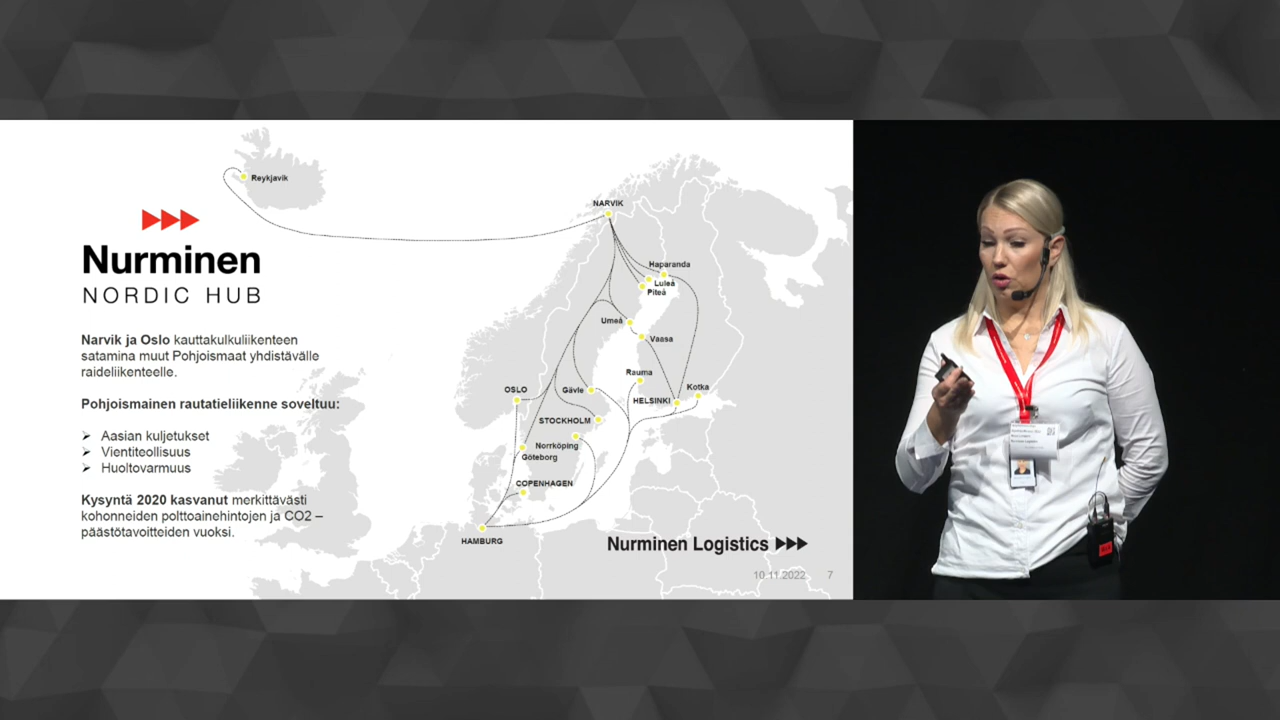 Nurminen
NORDIC HUB
Narvik ja Oslo kauttakulkuliikenteen
satamina muut Pohjoismaat yhdistävälle
raideliikenteelle.
Pohjoismainen rautatieliikenne soveltuu:
Aasian kuljetukset
Vientiteollisuus
Huoltovarmuus
Kysyntä 2020 kasvanut merkittävästi
kohonneiden polttoainehintojen ja CO2 –
päästötavoitteiden vuoksi.
Reykjavik
NARVIK
Haparanda
Luleå
Piteå
Umeå
Vaasa
Rauma
Kotka
OSLO
Gävle
HELSINKI
STOCKHOLM
Norrköping
Göteborg
COPENHAGEN
HAMBURG
Nurminen Logistics
10.11.2022
7